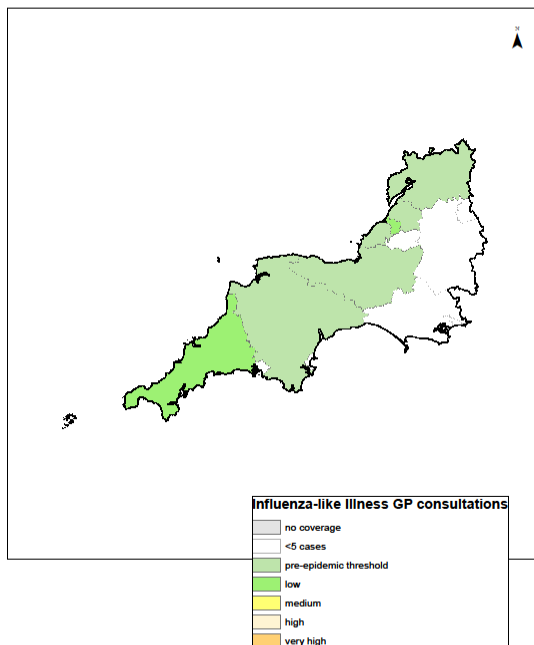 N
Influenza-like Illness GP consultations
no coverage
<5 cases
pre-epidemic threshold
low
medium
high
very high